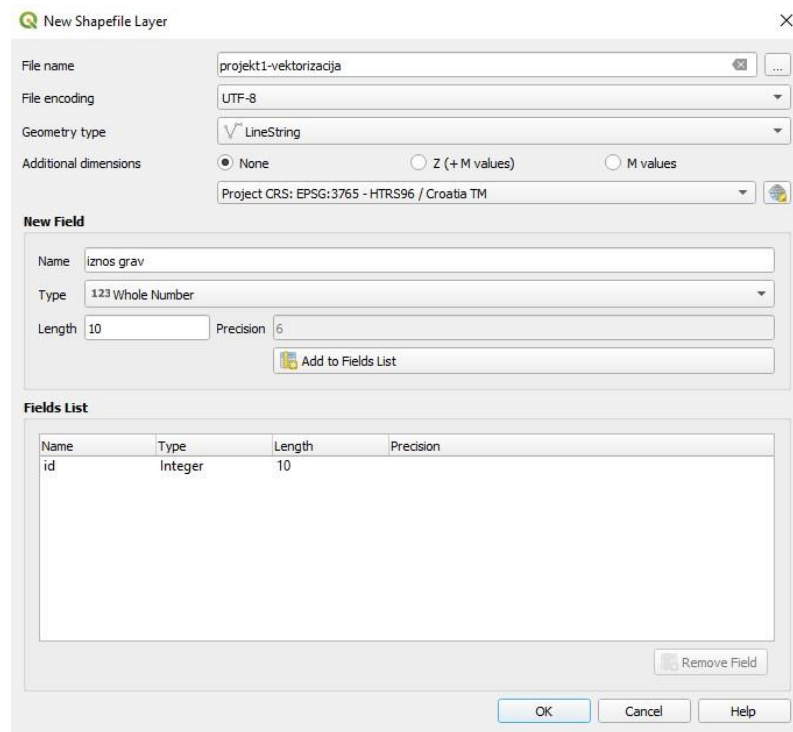 New Shapefile Layer
File name projekt1-vektorizacija ...
File encoding UTF-8
Geometry type LineString
Additional dimensions None Z (+ M values) M values
Project CRS: EPSG:3765 - HTRS96 / Croatia TM
New Field
Name iznos grav
Type 123 Whole Number
Length 10 Precision 6
Add to Fields List
Fields List
Name Type Length Precision
id Integer 10
Remove Field
OK Cancel Help